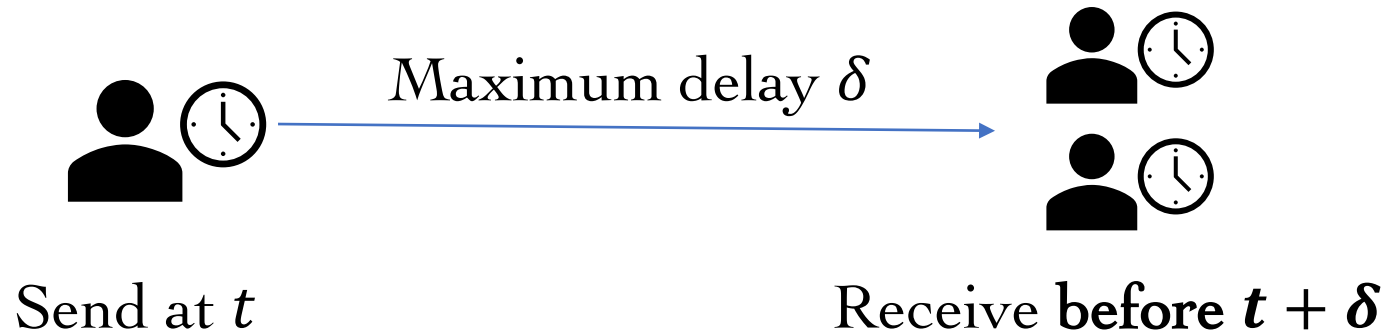 Maximum delay δ
Send at t
Receive before t + δ